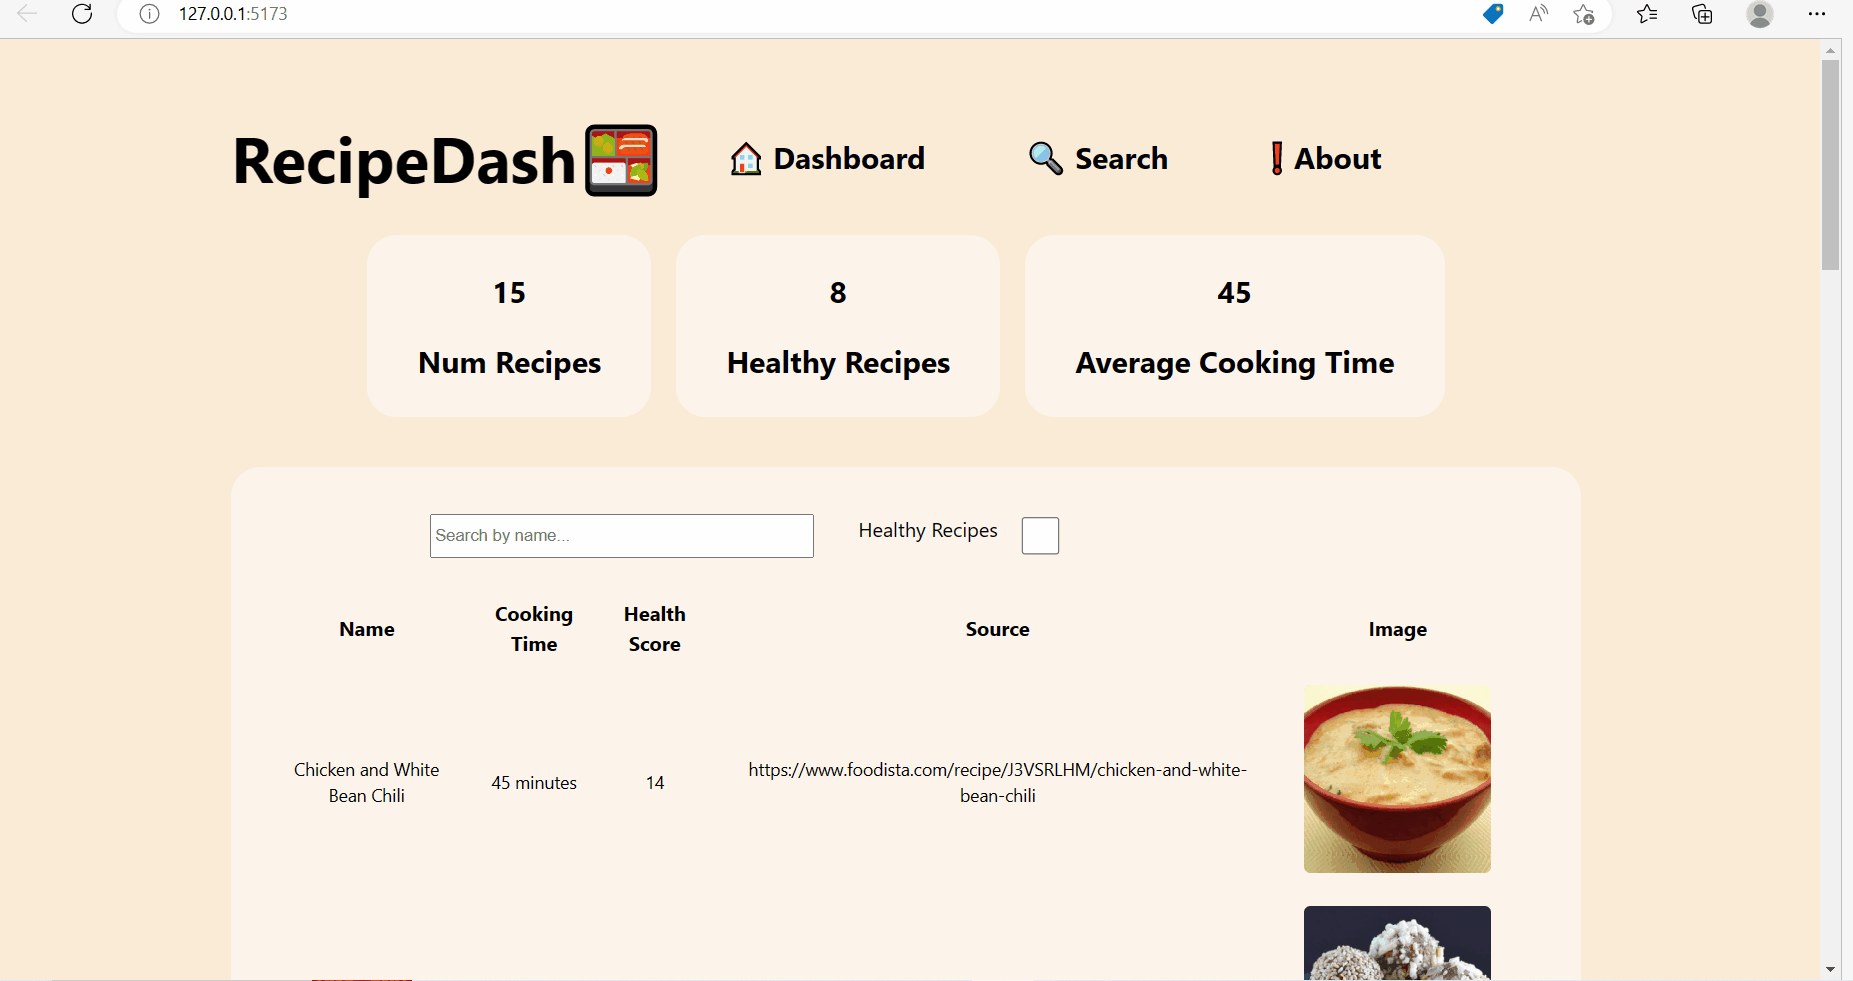 127.0.0.1:5173
RecipeDash
Dashboard
Search
About
15
Num Recipes
8
Healthy Recipes
45
Average Cooking Time
Search by name...
Healthy Recipes
Name
Cooking
Time
Health
Score
Source
Image
Chicken and White
Bean Chili
45 minutes
14
https://www.foodista.com/recipe/J3VSRLHM/chicken-and-white-
bean-chili